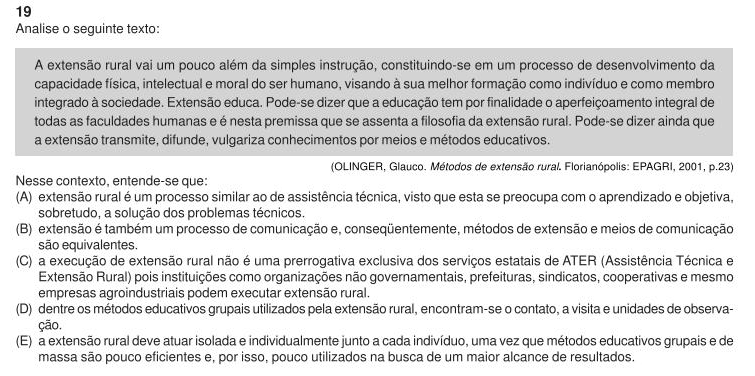 19
Analise o seguinte texto:
A extensão rural vai um pouco além da simples instrução, constituindo-se em um processo de desenvolvimento da
capacidade física, intelectual e moral do ser humano, visando à sua melhor formação como indivíduo e como membro
integrado à sociedade. Extensão educa. Pode-se dizer que a educação tem por finalidade o aperfeiçoamento integral de
todas as faculdades humanas e é nesta premissa que se assenta a filosofia da extensão rural. Pode-se dizer ainda que
a extensão transmite, difunde, vulgariza conhecimentos por meios e métodos educativos.
(OLINGER, Glauco. Métodos de extensão rural. Florianópolis: EPAGRI, 2001, p.23)
Nesse contexto, entende-se que:
(A) extensão rural é um processo similar ao de assistência técnica, visto que esta se preocupa com o aprendizado e objetiva,
sobretudo, a solução dos problemas técnicos.
(B) extensão é também um processo de comunicação e, conseqüentemente, métodos de extensão e meios de comunicação
são equivalentes.
(C) a execução de extensão rural não é uma prerrogativa exclusiva dos serviços estatais de ATER (Assistência Técnica e
Extensão Rural) pois instituições como organizações não governamentais, prefeituras, sindicatos, cooperativas e mesmo
empresas agroindustriais podem executar extensão rural.
(D) dentre os métodos educativos grupais utilizados pela extensão rural, encontram-se o contato, a visita e unidades de observa-
ção.
(E) a extensão rural deve atuar isolada e individualmente junto a cada indivíduo, uma vez que métodos educativos grupais e de
massa são pouco eficientes e, por isso, pouco utilizados na busca de um maior alcance de resultados.